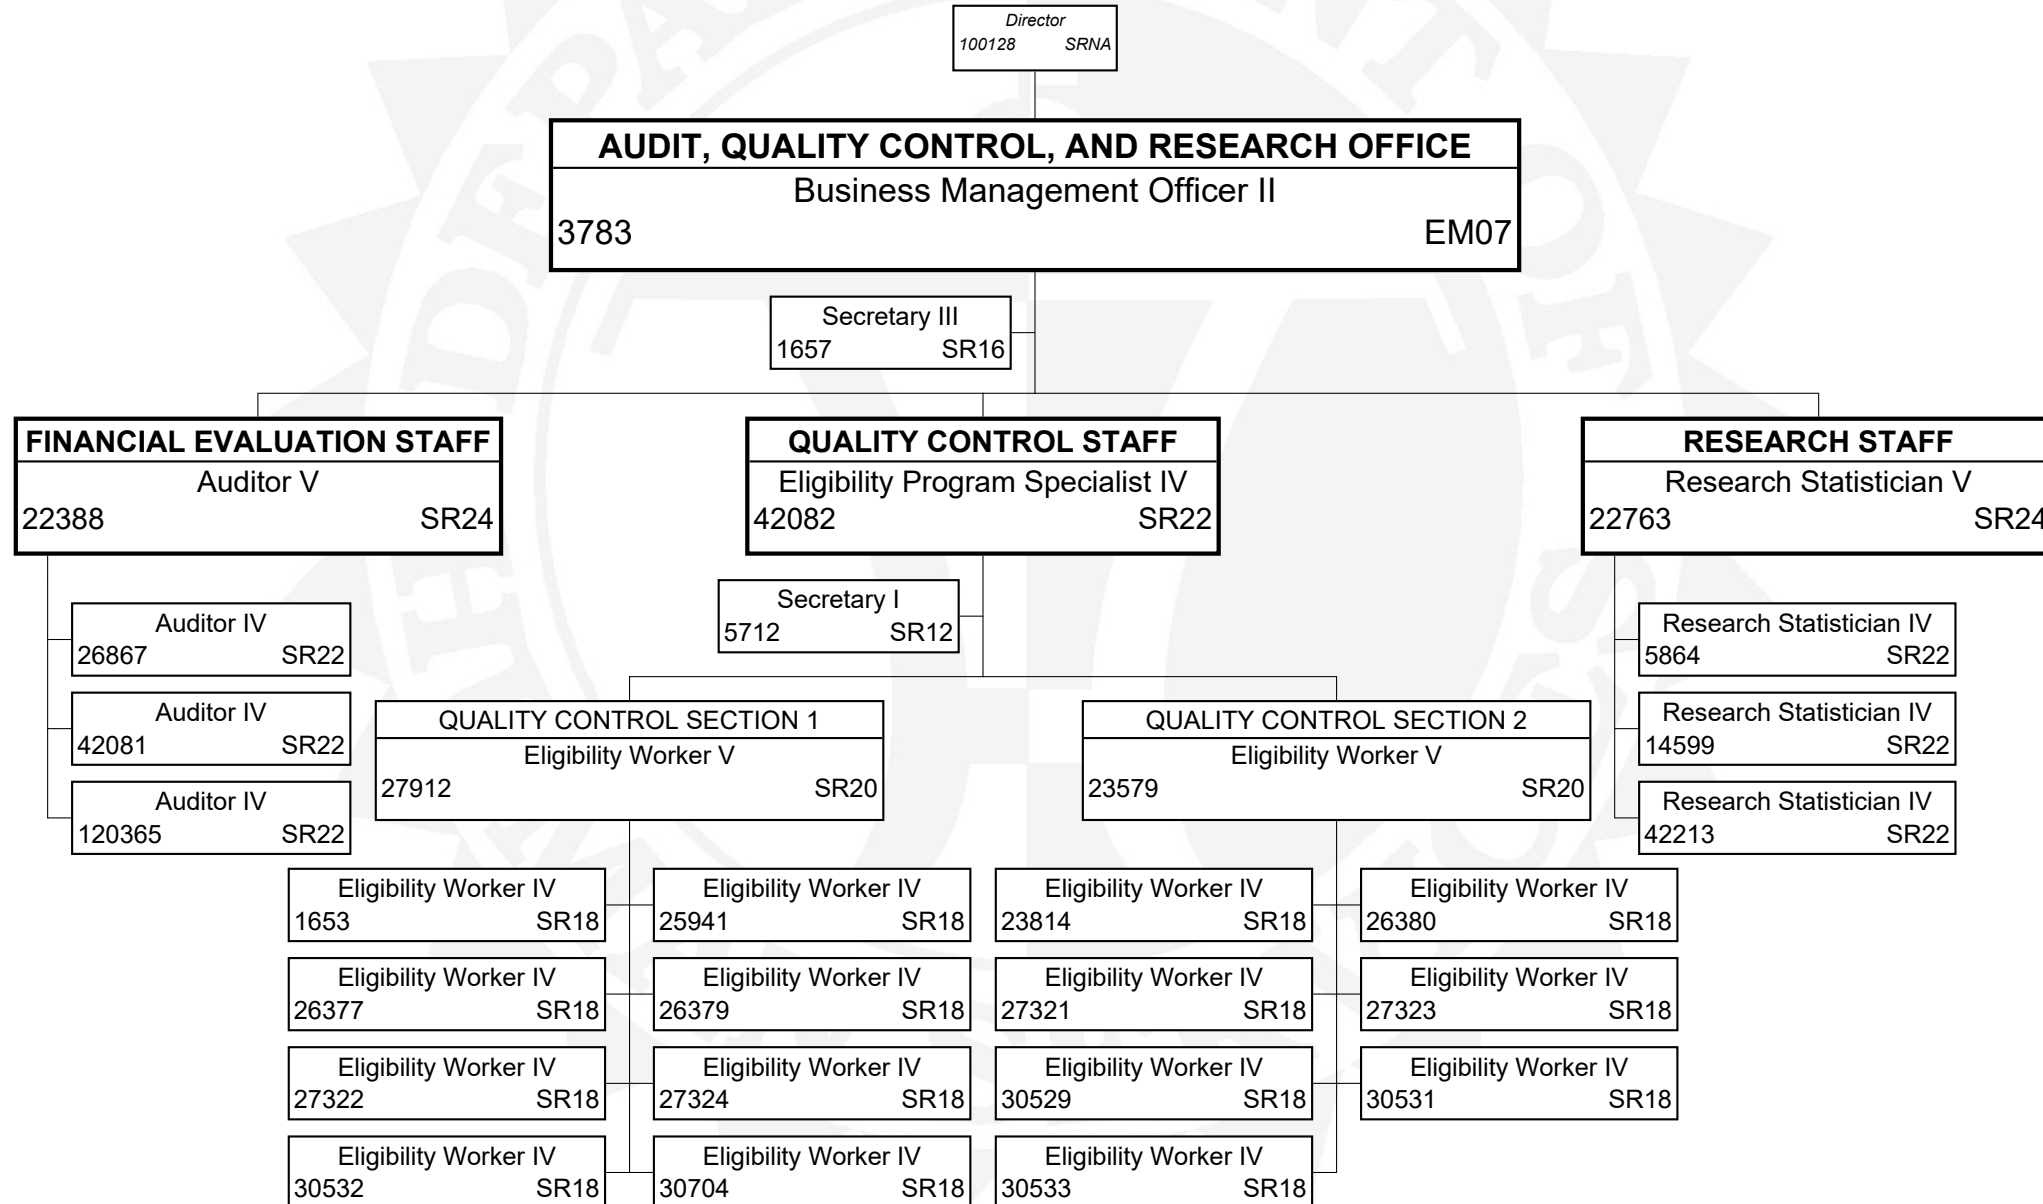 Director
100128 SRNA
AUDIT, QUALITY CONTROL, AND RESEARCH OFFICE
Business Management Officer II
3783 EM07
Secretary III
1657 SR16
FINANCIAL EVALUATION STAFF
Auditor V
22388 SR24
QUALITY CONTROL STAFF
Eligibility Program Specialist IV
42082 SR22
RESEARCH STAFF
Research Statistician V
22763 SR24
Secretary I
5712 SR12
Auditor IV
26867 SR22
Auditor IV
42081 SR22
Auditor IV
120365 SR22
QUALITY CONTROL SECTION 1
Eligibility Worker V
27912 SR20
QUALITY CONTROL SECTION 2
Eligibility Worker V
23579 SR20
Research Statistician IV
5864 SR22
Research Statistician IV
14599 SR22
Research Statistician IV
42213 SR22
Eligibility Worker IV
1653 SR18
Eligibility Worker IV
25941 SR18
Eligibility Worker IV
26377 SR18
Eligibility Worker IV
26379 SR18
Eligibility Worker IV
27322 SR18
Eligibility Worker IV
27324 SR18
Eligibility Worker IV
30532 SR18
Eligibility Worker IV
30704 SR18
Eligibility Worker IV
23814 SR18
Eligibility Worker IV
26380 SR18
Eligibility Worker IV
27321 SR18
Eligibility Worker IV
27323 SR18
Eligibility Worker IV
30529 SR18
Eligibility Worker IV
30531 SR18
Eligibility Worker IV
30533 SR18